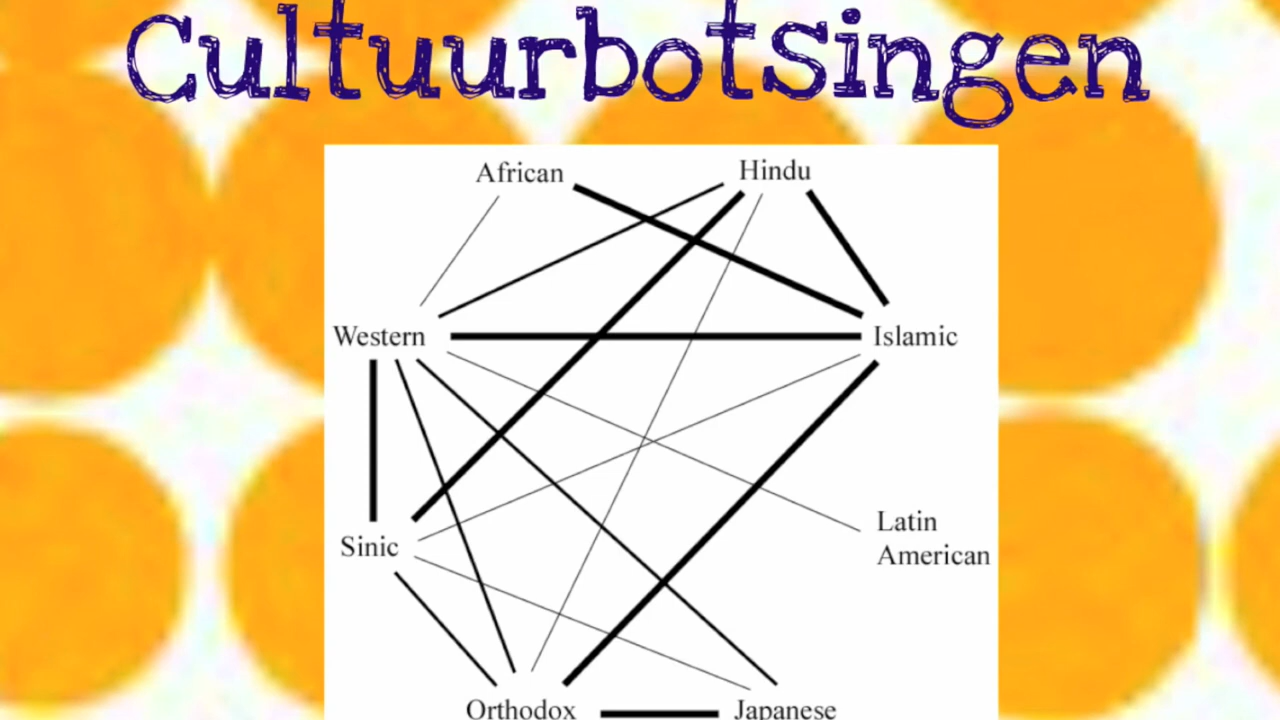 Cultuurbotsingen
African
Hindu
Western
Islamic
Latin
American
Sinic
Orthodox
Japanese